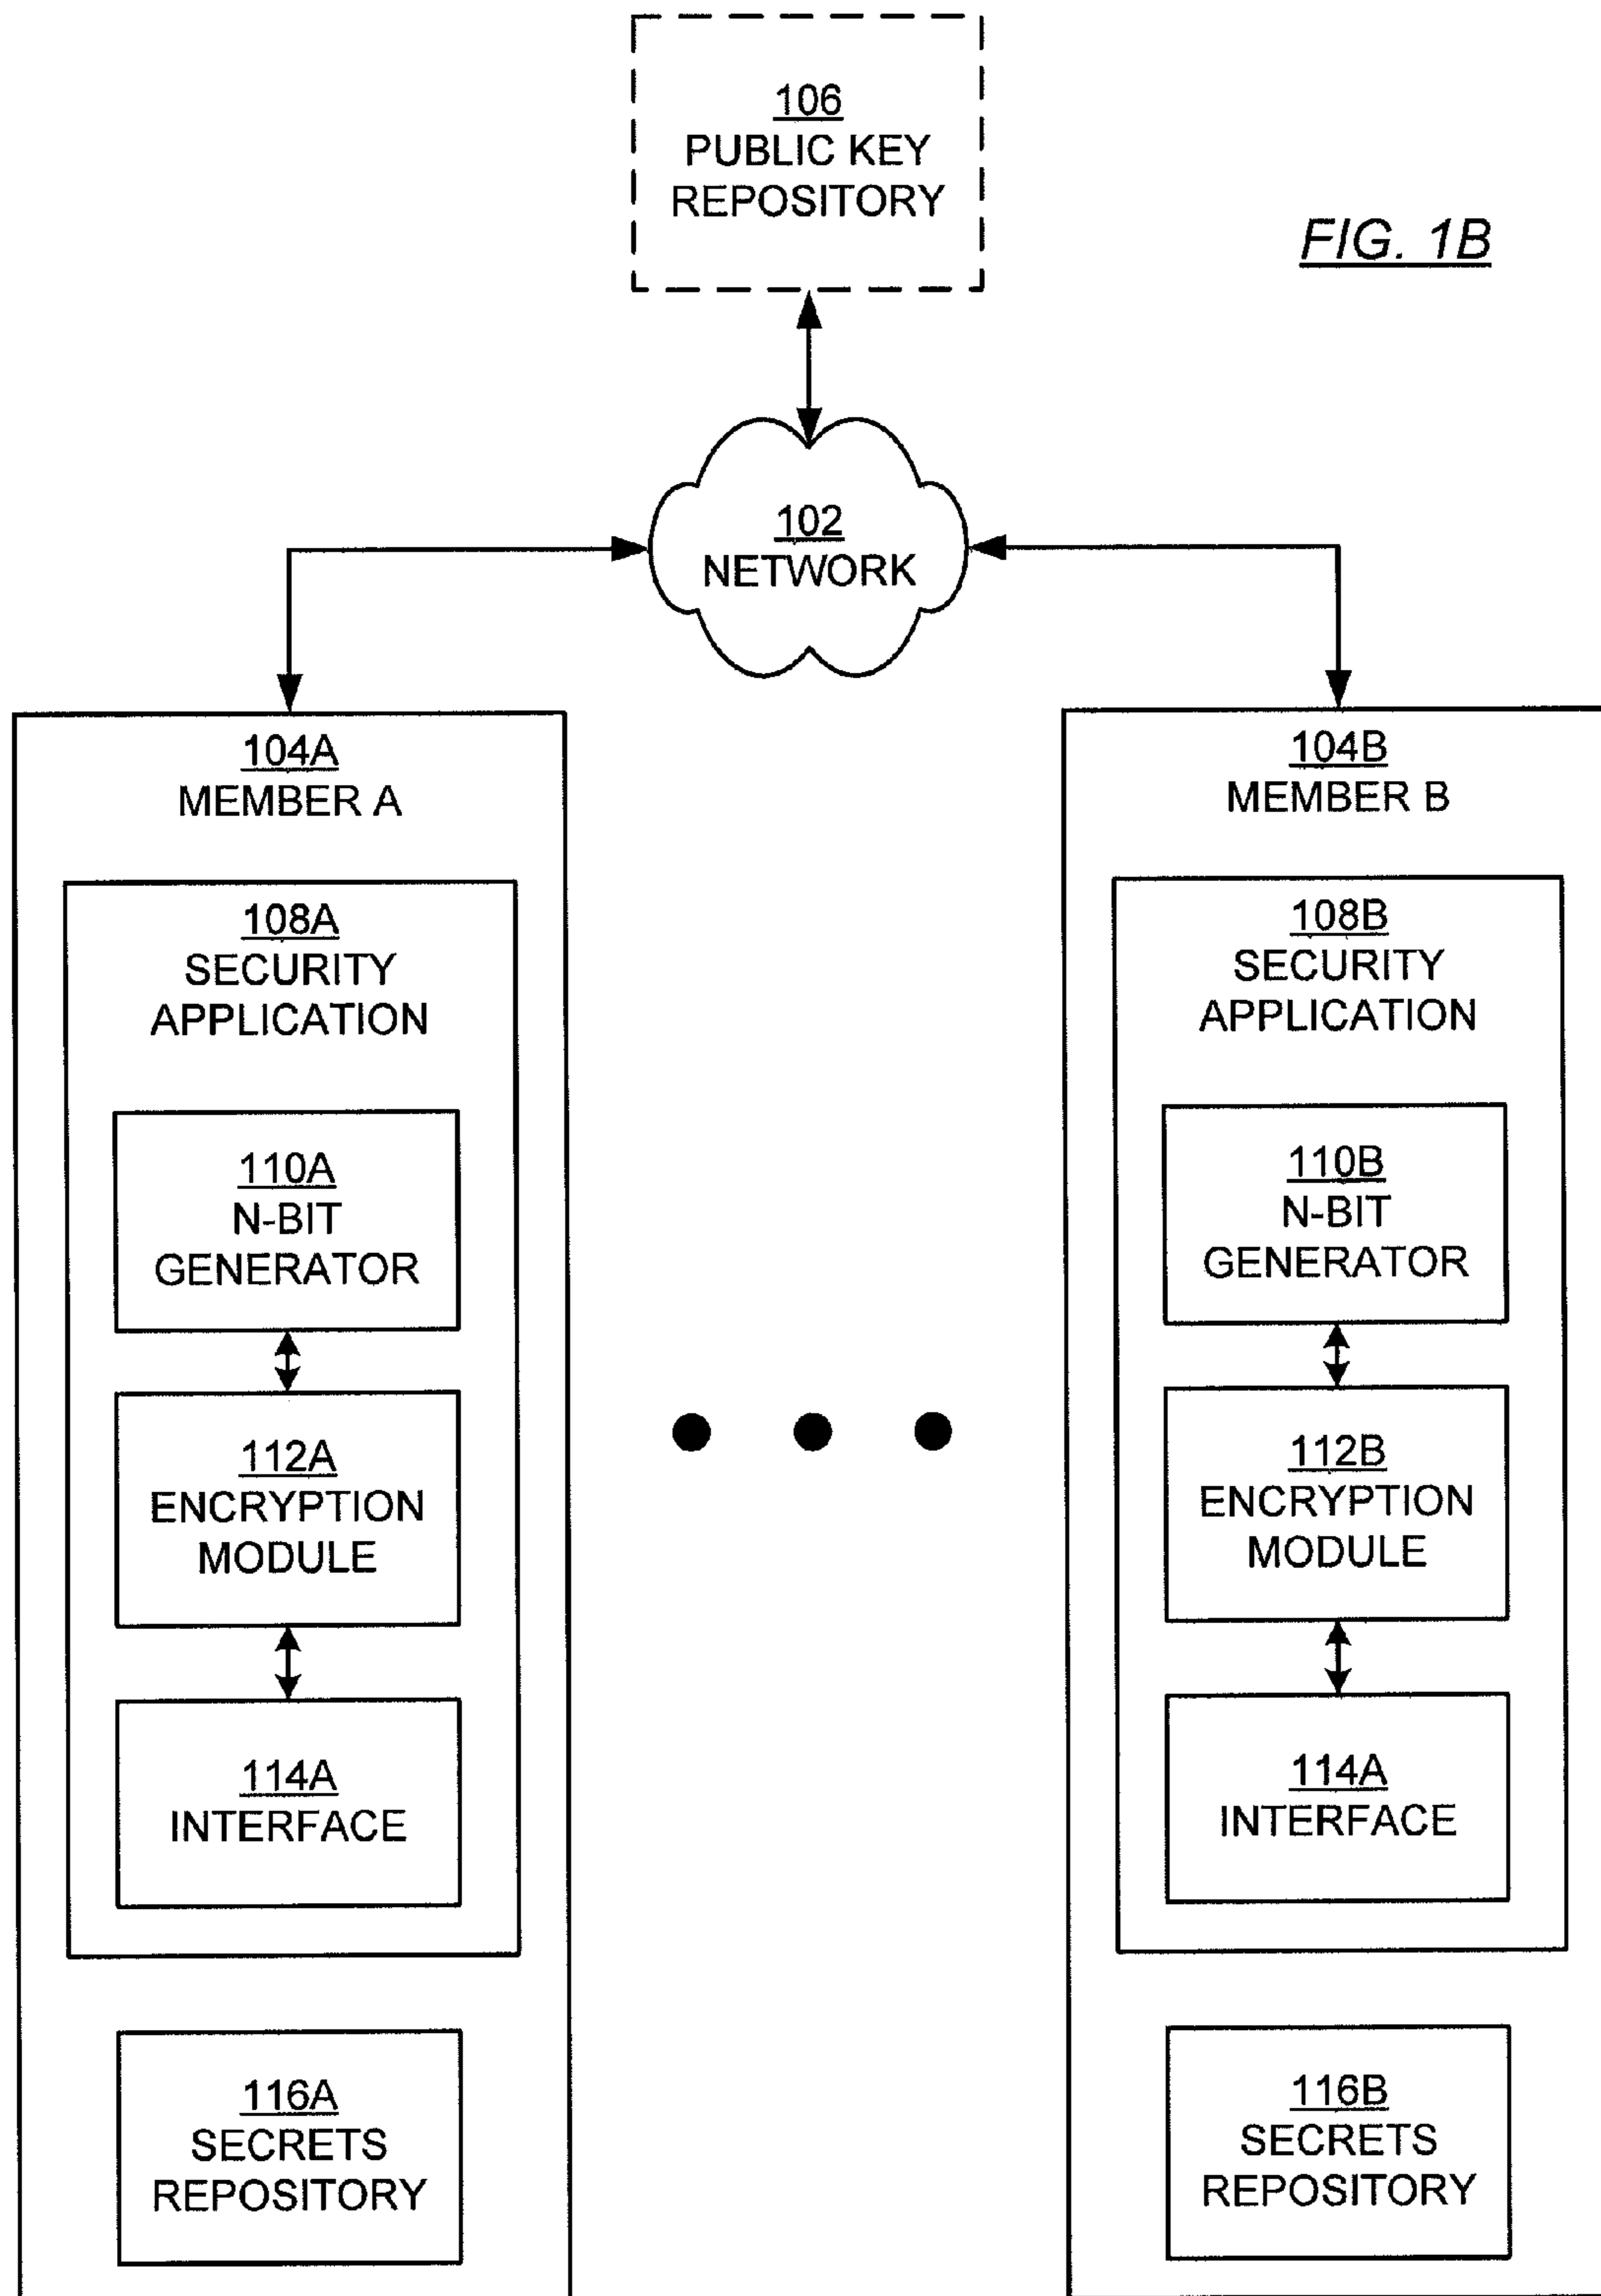 106
PUBLIC KEY
REPOSITORY
FIG. 1B
102
NETWORK
104A
MEMBER A
108A
SECURITY
APPLICATION
110A
N-BIT
GENERATOR
112A
ENCRYPTION
MODULE
114A
INTERFACE
116A
SECRETS
REPOSITORY
104B
MEMBER B
108B
SECURITY
APPLICATION
110B
N-BIT
GENERATOR
112B
ENCRYPTION
MODULE
114A
INTERFACE
116B
SECRETS
REPOSITORY